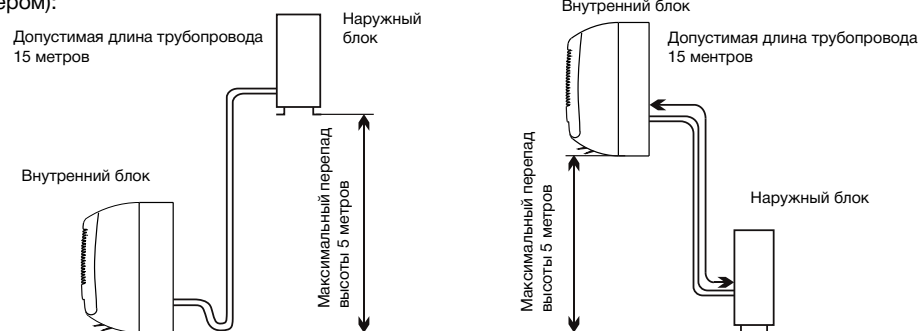 ером):
Допустимая длина трубопровода
15 метров
Наружный
блок
Внутренний блок
Максимальный перепад
высоты 5 метров
Внутренний блок
Допустимая длина трубопровода
15 ментров
Максимальный перепад
высоты 5 метров
Наружный блок